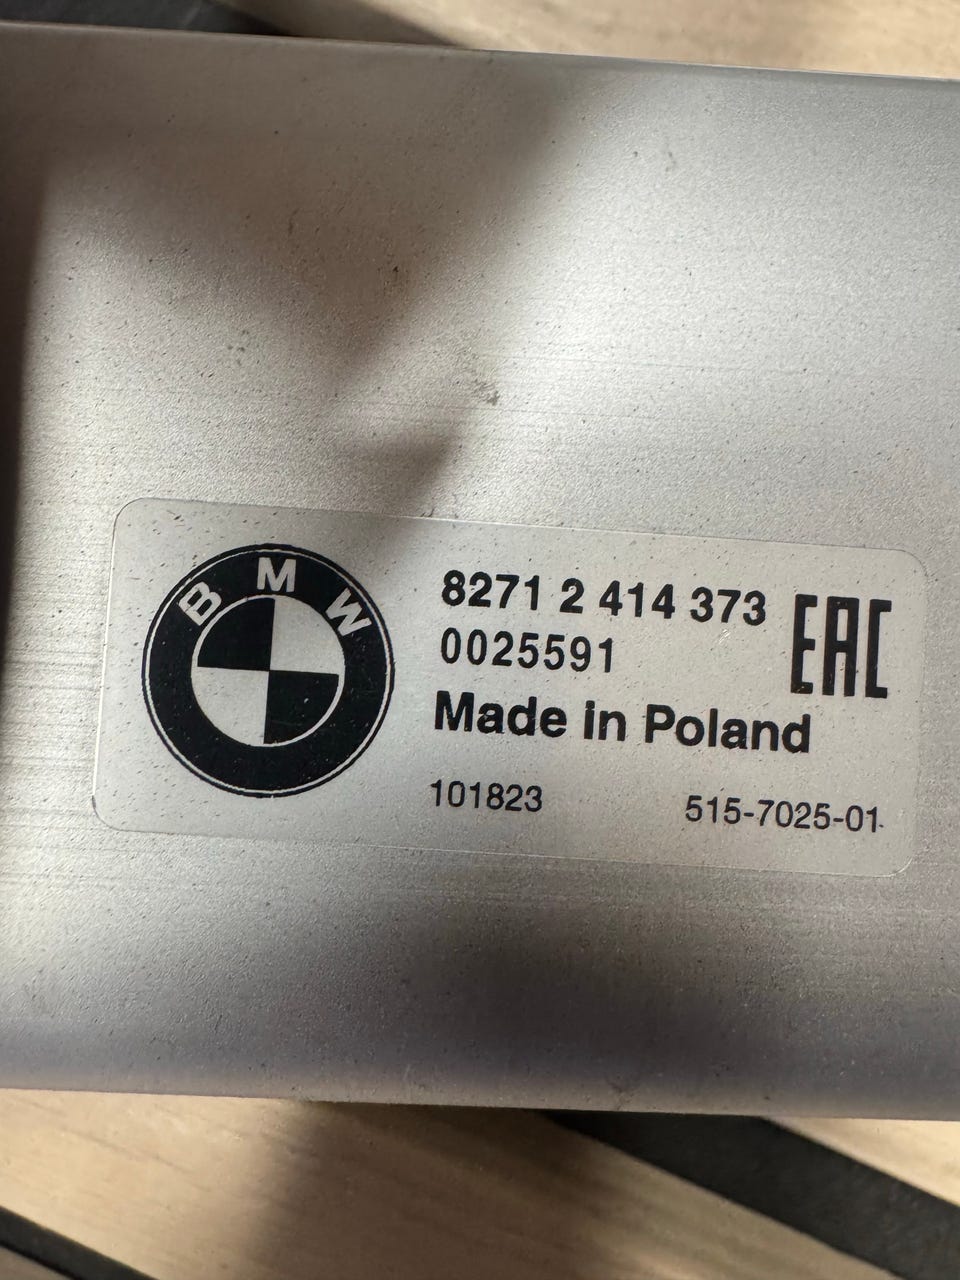 BMW
8271 2 414 373
EAC
0025591
Made in Poland
101823
515-7025-01